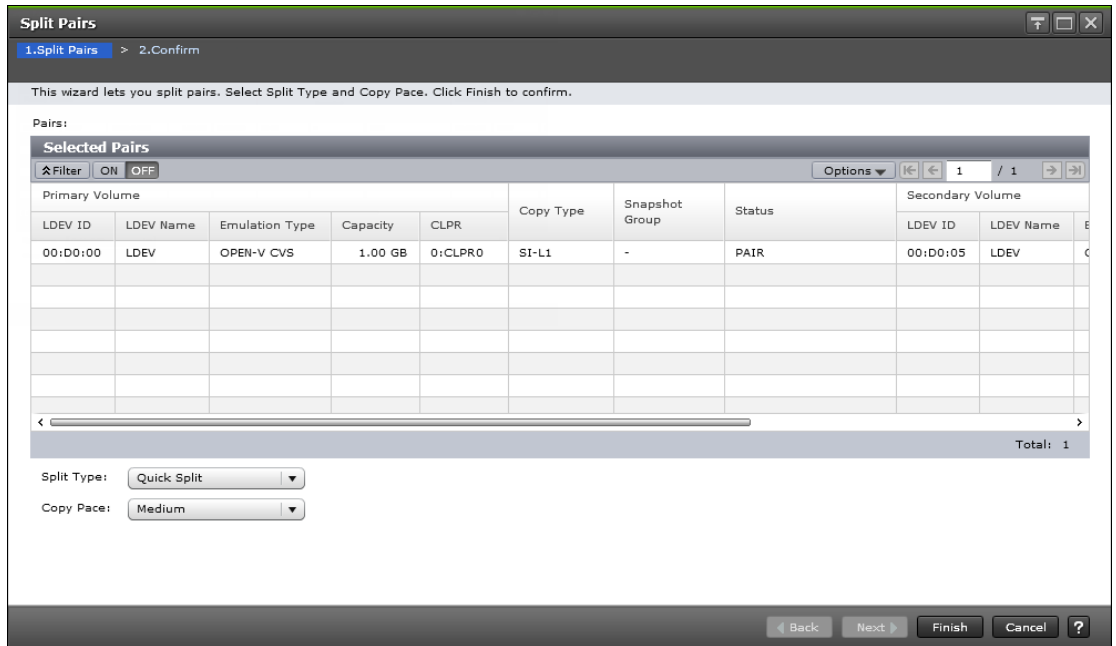 Split Pairs
1.Split Pairs > 2.Confirm
This wizard lets you split pairs. Select Split Type and Copy Pace. Click Finish to confirm.
Pairs:
Selected Pairs
Filter ON OFF Options 1 / 1
Primary Volume Copy Type Snapshot Group Status Secondary Volume
LDEV ID LDEV Name Emulation Type Capacity CLPR LDEV ID LDEV Name
00:D0:00 LDEV OPEN-V CVS 1.00 GB 0:CLPR0 SI-L1 - PAIR 00:D0:05 LDEV
Total: 1
Split Type: Quick Split
Copy Pace: Medium
Back Next Finish Cancel ?